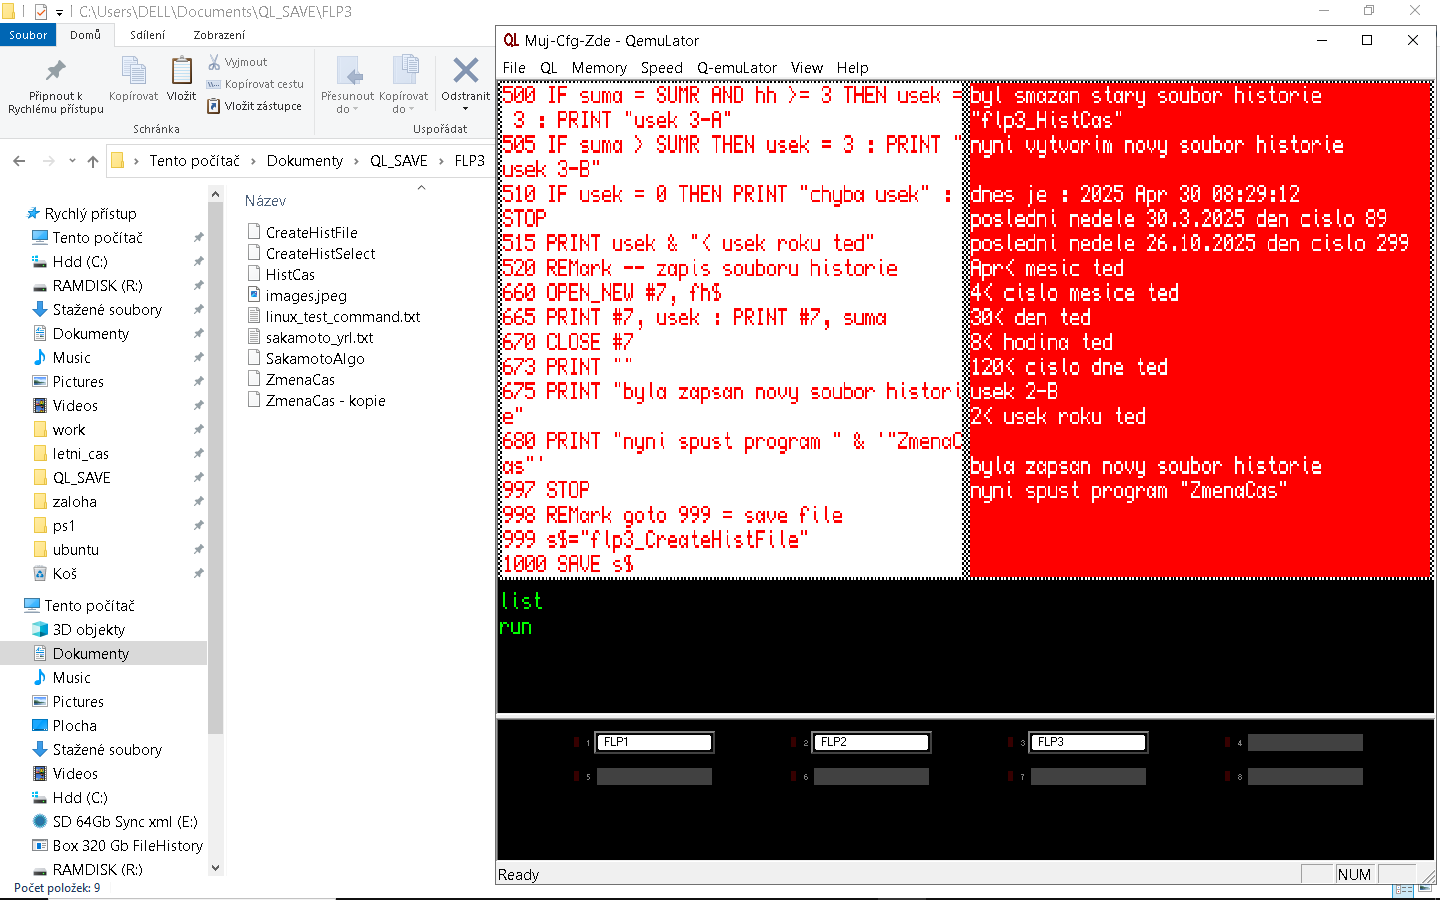 C:\Users\DELL\Documents\QL_SAVE\FLP3
Soubor Domů Sdílení Zobrazení
Připnout k Rychlému přístupu
Kopírovat
Vložit
Vyjmout
Kopírovat cestu
Vložit zástupce
Přesunout do
Kopírovat do
Odstranit
Schránka
Uspořádat
Tento počítač › Dokumenty › QL_SAVE › FLP3
Rychlý přístup
Tento počítač
Hdd (C:)
RAMDISK (R:)
Stažené soubory
Dokumenty
Music
Pictures
Videos
work
letni_cas
QL_SAVE
zaloha
ps1
ubuntu
Koš
Tento počítač
3D objekty
Dokumenty
Music
Pictures
Plocha
Stažené soubory
Videos
Hdd (C:)
SD 64Gb Sync xml (E:)
Box 320 Gb FileHistory
RAMDISK (R:)
Počet položek: 9
Název
CreateHistFile
CreateHistSelect
HistCas
images.jpeg
linux_test_command.txt
sakamoto_yrl.txt
SakamotoAlgo
ZmenaCas
ZmenaCas - kopie
QL Muj-Cfg-Zde - QemuLator
File QL Memory Speed Q-emuLator View Help
500 IF suma = SUMR AND hh >= 3 THEN usek =
3 : PRINT "usek 3-A"
505 IF suma > SUMR THEN usek = 3 : PRINT "
usek 3-B"
510 IF usek = 0 THEN PRINT "chyba usek" :
STOP
515 PRINT usek & "< usek roku ted"
520 REMark -- zapis souboru historie
660 OPEN_NEW #7, fh$
665 PRINT #7, usek : PRINT #7, suma
670 CLOSE #7
673 PRINT ""
675 PRINT "byla zapsan novy soubor histori
e"
680 PRINT "nyni spust program " & '"ZmenaC
as"'
997 STOP
998 REMark goto 999 = save file
999 s$="flp3_CreateHistFile"
1000 SAVE s$
byl smazan stary soubor historie
"flp3_HistCas"
nyni vytvorim novy soubor historie
dnes je : 2025 Apr 30 08:29:12
posledni nedele 30.3.2025 den cislo 89
posledni nedele 26.10.2025 den cislo 299
Apr< mesic ted
4< cislo mesice ted
30< den ted
8< hodina ted
120< cislo dne ted
usek 2-B
2< usek roku ted
byla zapsan novy soubor historie
nyni spust program "ZmenaCas"
list
run
1 FLP1 2 FLP2 3 FLP3 4
5 6 7 8
Ready NUM